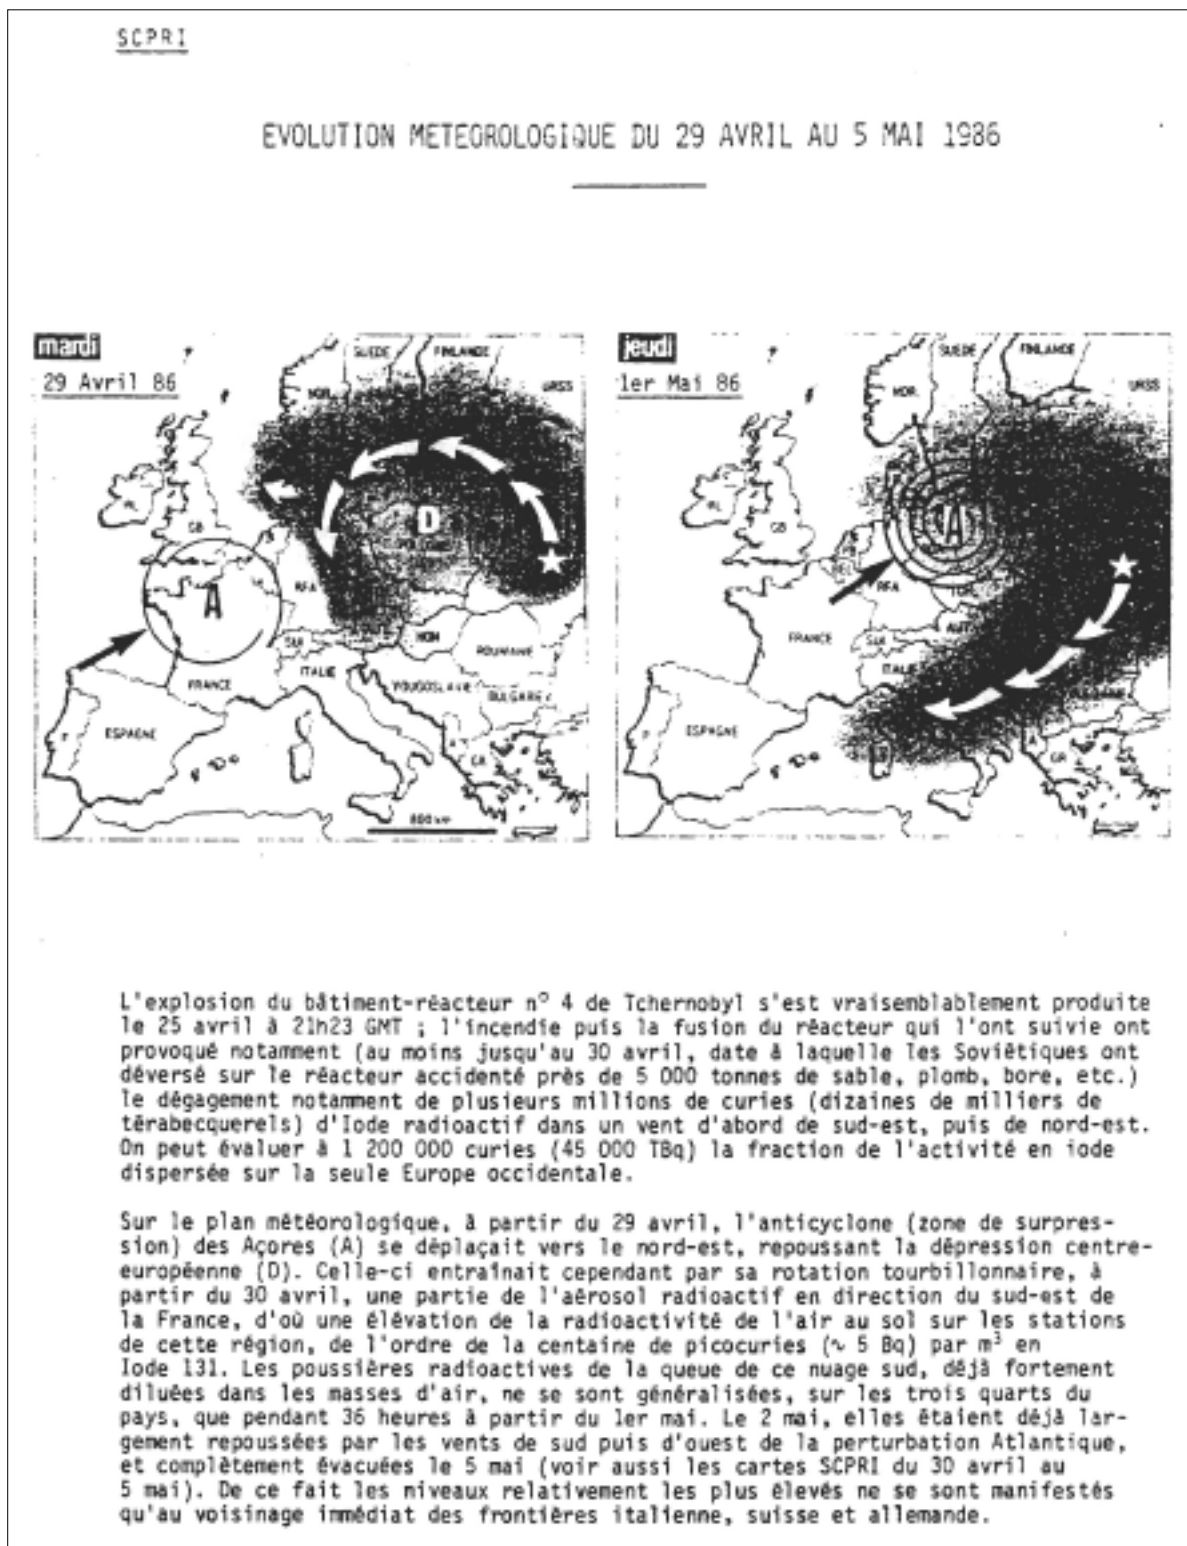 SCPRI
EVOLUTION METEOROLOGIQUE DU 29 AVRIL AU 5 MAI 1986
mardi
29 Avril 86
SUEDE
FINLANDE
NOR.
URSS
GB
D
A
RFA
SUI
HON
ROUMANIE
ITALIE
FRANCE
YOUGOSLAVIE
BULGARE
ESPAGNE
P
GR
800 km
jeudi
1er Mai 86
SUEDE
FINLANDE
NOR.
URSS
GB
A
RFA
FRANCE
SUI
AUT
ITALIE
ESPAGNE
P
A
GR
L'explosion du bâtiment-réacteur n° 4 de Tchernobyl s'est vraisemblablement produite
le 25 avril à 21h23 GMT ; l'incendie puis la fusion du réacteur qui l'ont suivie ont
provoqué notamment (au moins jusqu'au 30 avril, date à laquelle les Soviétiques ont
déversé sur le réacteur accidenté près de 5 000 tonnes de sable, plomb, bore, etc.)
le dégagement notamment de plusieurs millions de curies (dizaines de milliers de
térabecquerels) d'Iode radioactif dans un vent d'abord de sud-est, puis de nord-est.
On peut évaluer à 1 200 000 curies (45 000 TBq) la fraction de l'activité en iode
dispersée sur la seule Europe occidentale.
Sur le plan météorologique, à partir du 29 avril, l'anticyclone (zone de surpres-
sion) des Açores (A) se déplaçait vers le nord-est, repoussant la dépression centre-
européenne (D). Celle-ci entraînait cependant par sa rotation tourbillonnaire, à
partir du 30 avril, une partie de l'aérosol radioactif en direction du sud-est de
la France, d'où une élévation de la radioactivité de l'air au sol sur les stations
de cette région, de l'ordre de la centaine de picocuries (~ 5 Bq) par m³ en
Iode 131. Les poussières radioactives de la queue de ce nuage sud, déjà fortement
diluées dans les masses d'air, ne se sont généralisées, sur les trois quarts du
pays, que pendant 36 heures à partir du 1er mai. Le 2 mai, elles étaient déjà lar-
gement repoussées par les vents de sud puis d'ouest de la perturbation Atlantique,
et complètement évacuées le 5 mai (voir aussi les cartes SCPRI du 30 avril au
5 mai). De ce fait les niveaux relativement les plus élevés ne se sont manifestés
qu'au voisinage immédiat des frontières italienne, suisse et allemande.